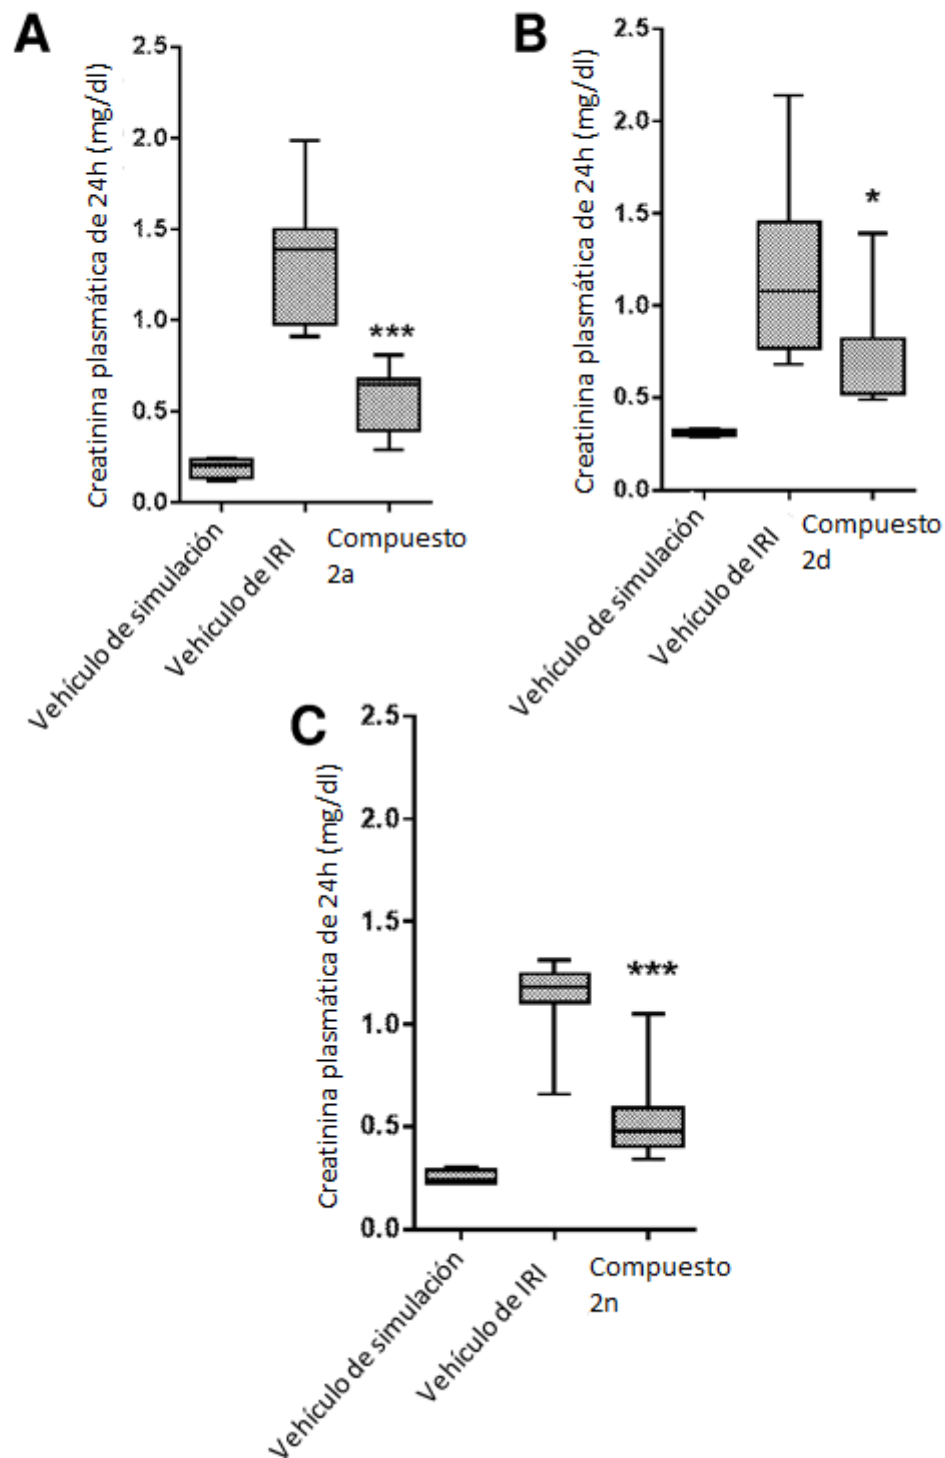 A
Creatinina plasmática de 24h (mg/dl)
2.5
2.0
1.5
1.0
0.5
0.0
***
Vehículo de simulación
Vehículo de IRI
Compuesto
2a
B
Creatinina plasmática de 24h (mg/dl)
2.5
2.0
1.5
1.0
0.5
0.0
*
Vehículo de simulación
Vehículo de IRI
Compuesto
2d
C
Creatinina plasmática de 24h (mg/dl)
2.5
2.0
1.5
1.0
0.5
0.0
***
Vehículo de simulación
Vehículo de IRI
Compuesto
2n